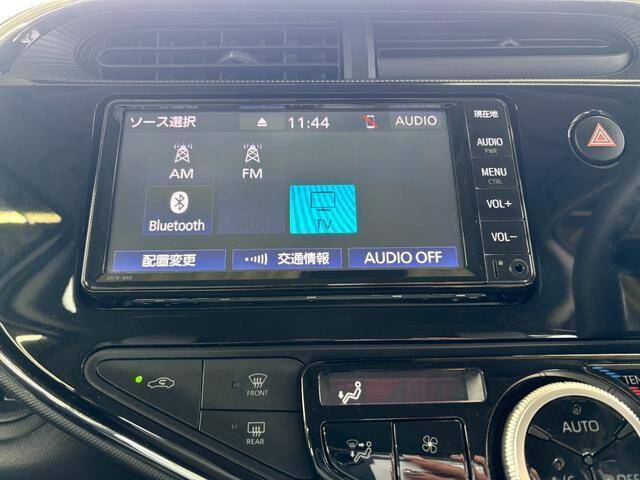 ソース選択 11:44 AUDIO
AM FM
Bluetooth AUX TV
配置変更 交通情報 AUDIO OFF
現在地
AUDIO
PWR
MENU
CTRL
VOL+
VOL−
FRONT
REAR
AUTO